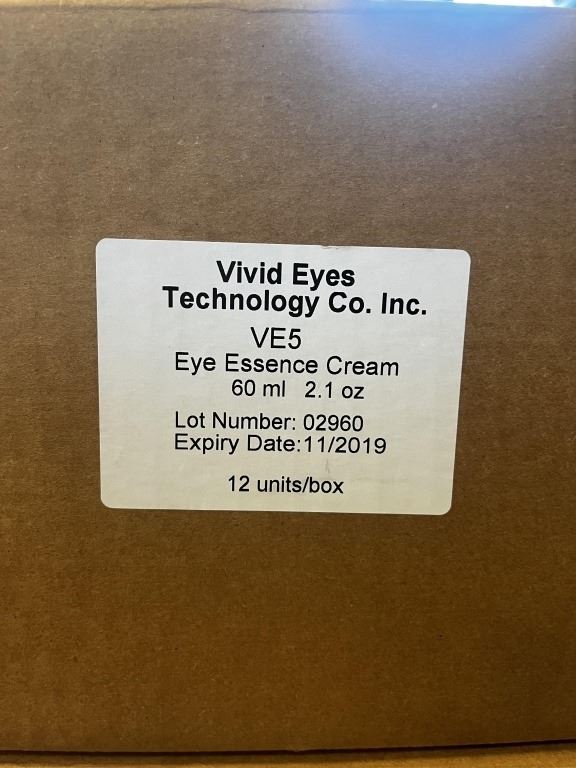 Vivid Eyes
Technology Co. Inc.
VE5
Eye Essence Cream
60 ml 2.1 oz
Lot Number: 02960
Expiry Date:11/2019
12 units/box